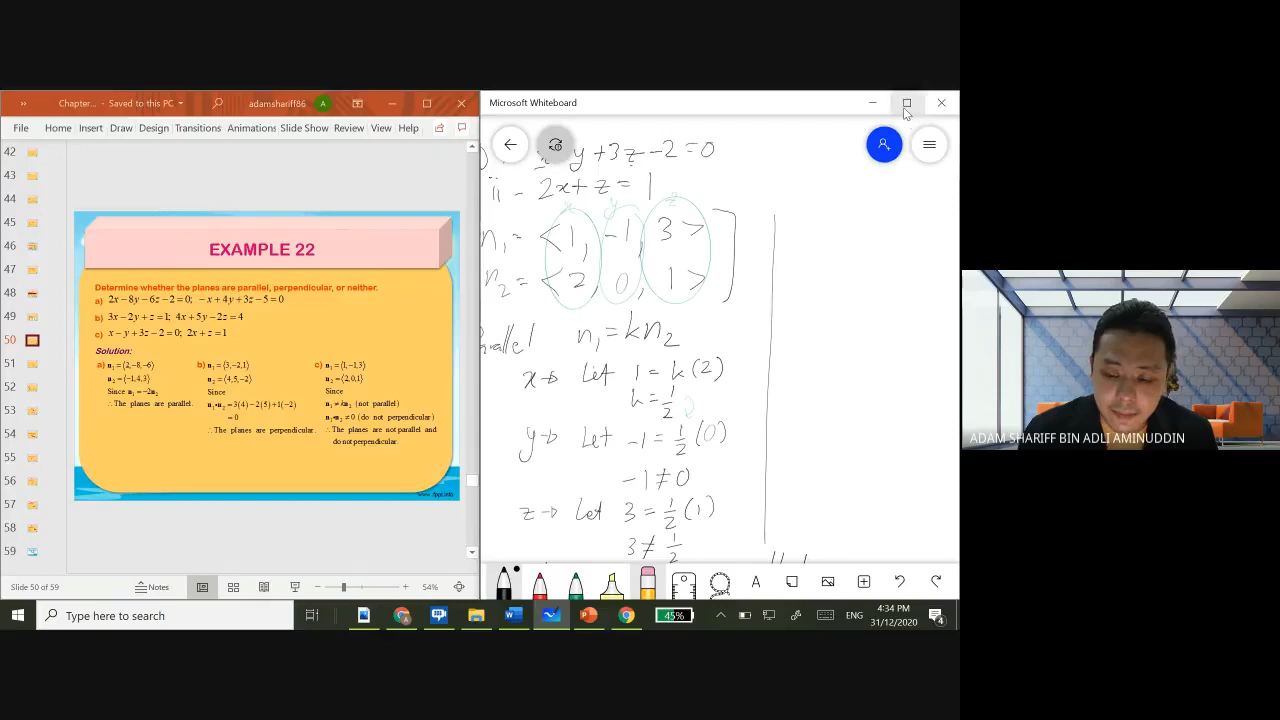 Chapter... - Saved to this PC
adamshariff86
A
File Home Insert Draw Design Transitions Animations Slide Show Review View Help
42
43
44
45
46
47
48
49
50
51
52
53
54
55
56
57
58
59
EXAMPLE 22
Determine whether the planes are parallel, perpendicular, or neither.
a) 2x−8y−6z−2=0; −x+4y+3z−5=0
b) 3x−2y+z=1; 4x+5y−2z=4
c) x−y+3z−2=0; 2x+z=1
Solution:
a) n₁=⟨2,−8,−6⟩
n₂=⟨−1,4,3⟩
Since n₁=−2n₂
∴The planes are parallel.
b) n₁=⟨3,−2,1⟩
n₂=⟨4,5,−2⟩
Since
n₁•n₂=3(4)−2(5)+1(−2)
=0
∴The planes are perpendicular.
c) n₁=⟨1,−1,3⟩
n₂=⟨2,0,1⟩
Since
n₁≠kn₂ (not parallel)
n₁•n₂≠0 (do not perpendicular)
∴The planes are not parallel and
do not perpendicular.
www.fppt.info
Slide 50 of 59
Notes
54%
Microsoft Whiteboard
y+3z-2=0
ii - 2x+z=1
x y z
n₁ = <1, -1, 3>
n₂ = <2, 0, 1>
n₁ = kn₂
x→ Let 1 = k(2)
k = 1/2
y→ Let -1 = 1/2 (0)
-1 ≠ 0
z→ Let 3 = 1/2 (1)
3 ≠ 1/2
A
ADAM SHARIFF BIN ADLI AMINUDDIN
Type here to search
45%
ENG
4:34 PM
31/12/2020
4